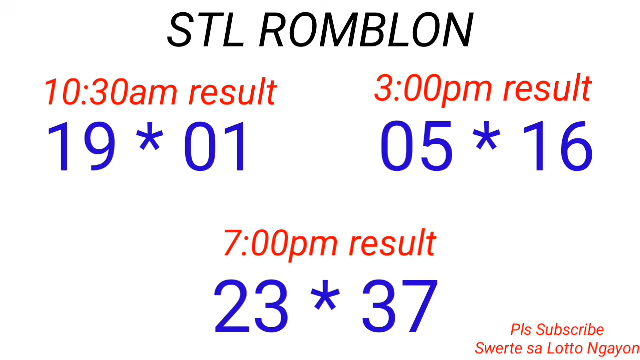 STL ROMBLON
10:30am result
19 * 01
3:00pm result
05 * 16
7:00pm result
23 * 37
Pls Subscribe
Swerte sa Lotto Ngayon